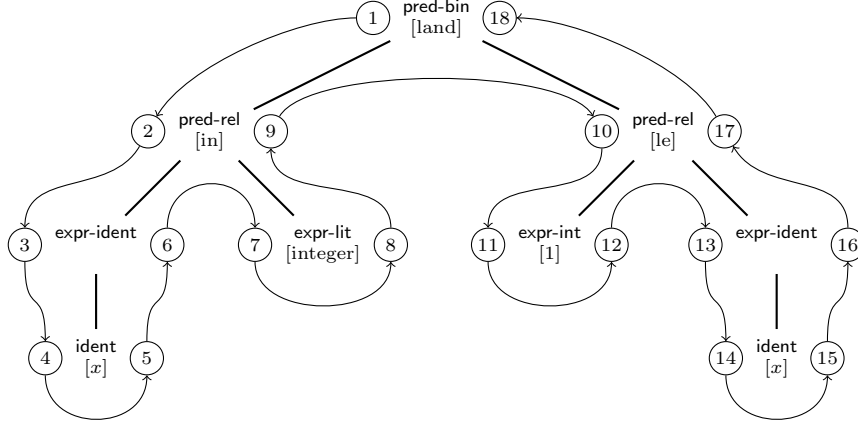 1 pred-bin 18
[land]
2 pred-rel 9 10 pred-rel 17
[in] [le]
3 expr-ident 6 7 expr-lit 8 11 expr-int 12 13 expr-ident 16
[integer] [1]
4 ident 5 14 ident 15
[x] [x]